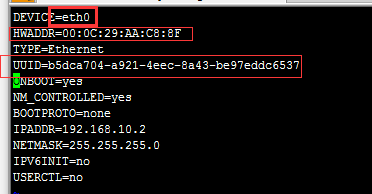 DEVICE=eth0
HWADDR=00:0C:29:AA:C8:8F
TYPE=Ethernet
UUID=b5dca704-a921-4eec-8a43-be97eddc6537
ONBOOT=yes
NM_CONTROLLED=yes
BOOTPROTO=none
IPADDR=192.168.10.2
NETMASK=255.255.255.0
IPV6INIT=no
USERCTL=no